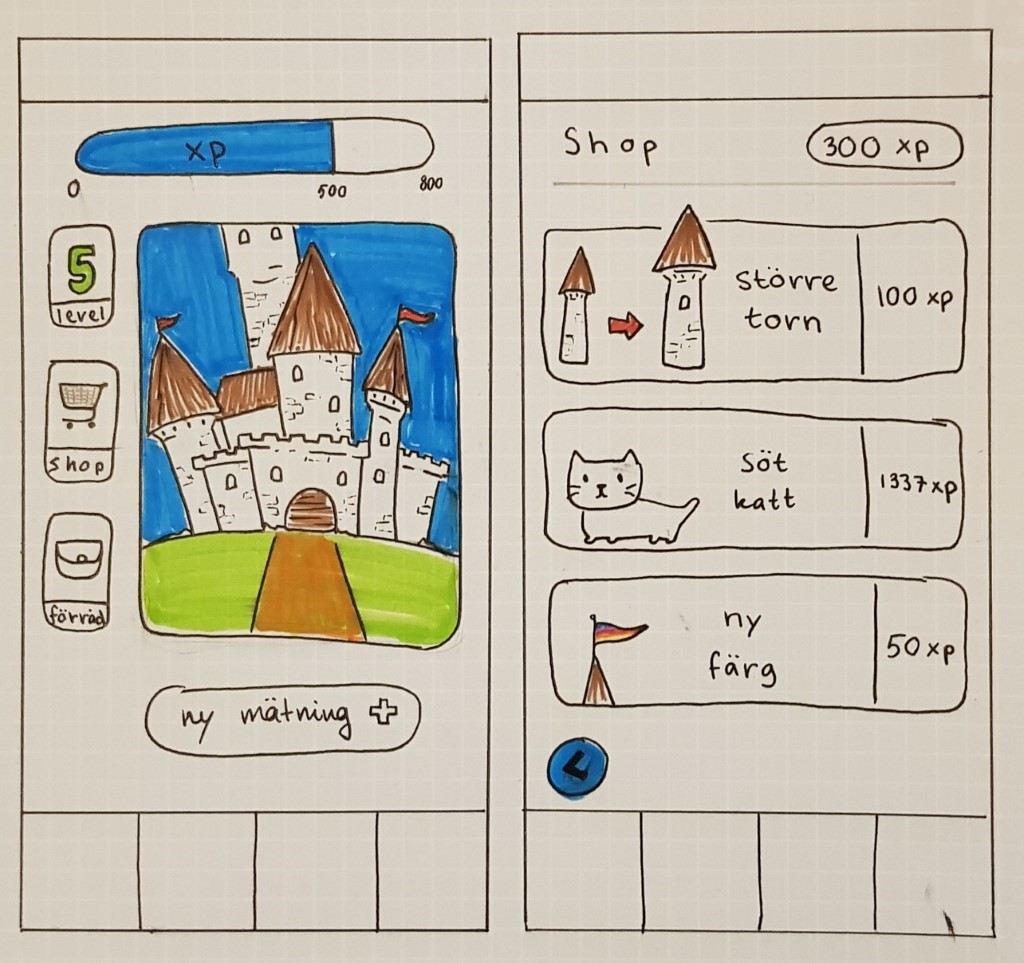 xp
0
500
800
5
level
shop
förråd
ny mätning +
Shop
300 xp
större
torn
100 xp
söt
katt
1337 xp
ny
färg
50 xp